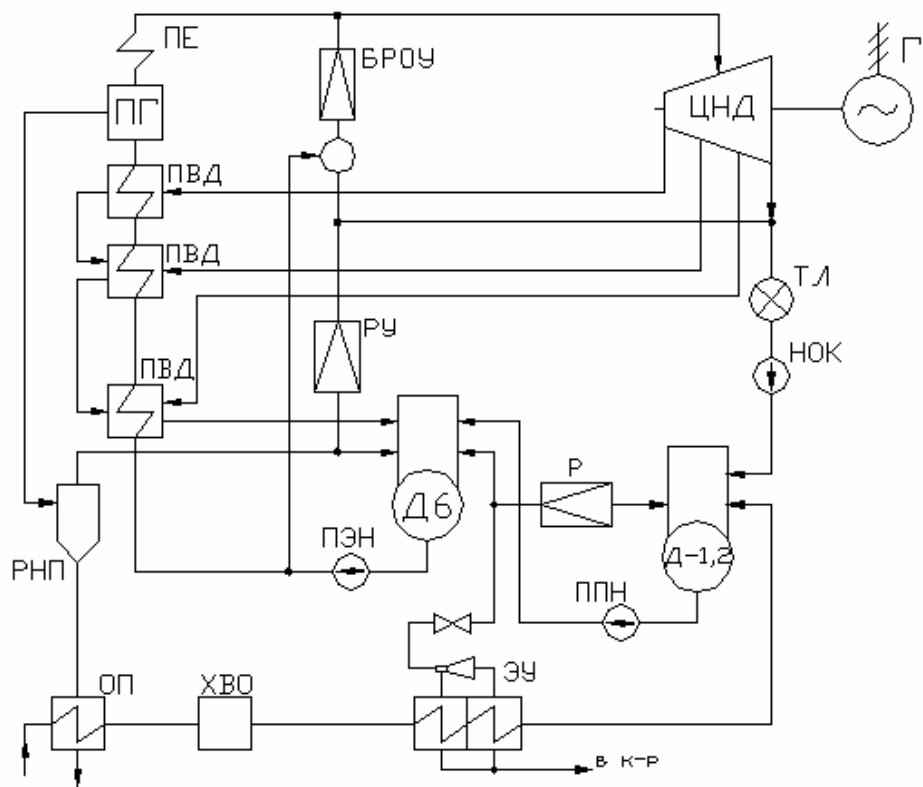 ПЕ
БРОУ
Г
ПГ
ЦНД
ПВД
ПВД
ТЛ
РУ
НОК
ПВД
Р
Д6
ПЭН
Д-1,2
РНП
ППН
ЭУ
ОП
ХВО
в к-р